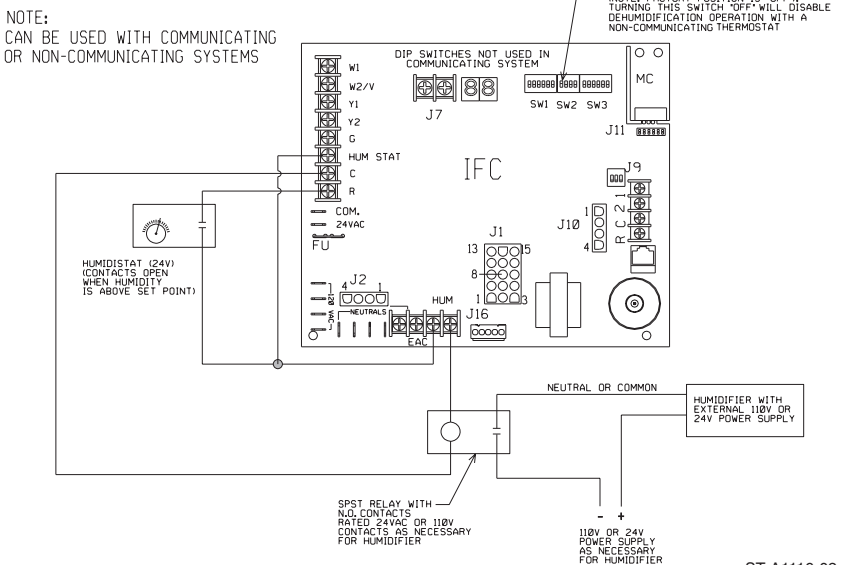 NOTE:
CAN BE USED WITH COMMUNICATING
OR NON-COMMUNICATING SYSTEMS
TURNING THIS SWITCH "OFF" WILL DISABLE
DEHUMIDIFICATION OPERATION WITH A
NON-COMMUNICATING THERMOSTAT
DIP SWITCHES NOT USED IN
COMMUNICATING SYSTEM
W1
W2/V
Y1
Y2
G
HUM STAT
C
R
COM.
24VAC
FU
J7
88
SW1 SW2 SW3
MC
J11
IFC
J9
R C 2 1
J10
1
4
J1
13
15
8
1
3
HUMIDISTAT (24V)
(CONTACTS OPEN
WHEN HUMIDITY
IS ABOVE SET POINT)
120 VAC
J2
4
1
NEUTRALS
HUM
EAC
J16
NEUTRAL OR COMMON
HUMIDIFIER WITH
EXTERNAL 110V OR
24V POWER SUPPLY
SPST RELAY WITH
N.O. CONTACTS
RATED 24VAC OR 110V
CONTACTS AS NECESSARY
FOR HUMIDIFIER
- +
110V OR 24V
POWER SUPPLY
AS NECESSARY
FOR HUMIDIFIER